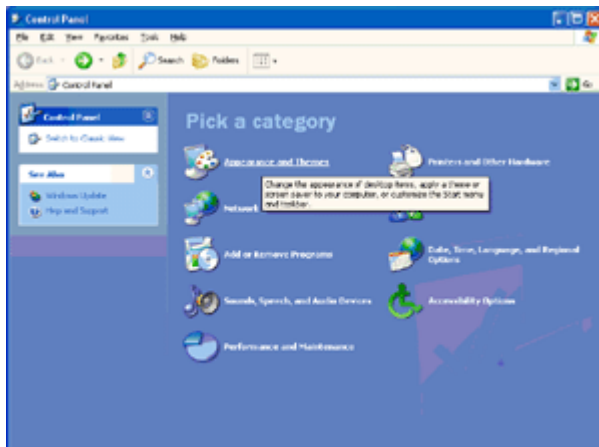 Control Panel
File Edit View Favorites Tools Help
Back Search Folders
Address Control Panel Go
Control Panel
Switch to Classic View
See Also
Windows Update
Help and Support
Pick a category
Appearance and Themes
Printers and Other Hardware
Change the appearance of desktop items, apply a theme or
screen saver to your computer, or customize the Start menu
and taskbar.
Network
Add or Remove Programs
Date, Time, Language, and Regional
Options
Sounds, Speech, and Audio Devices
Accessibility Options
Performance and Maintenance